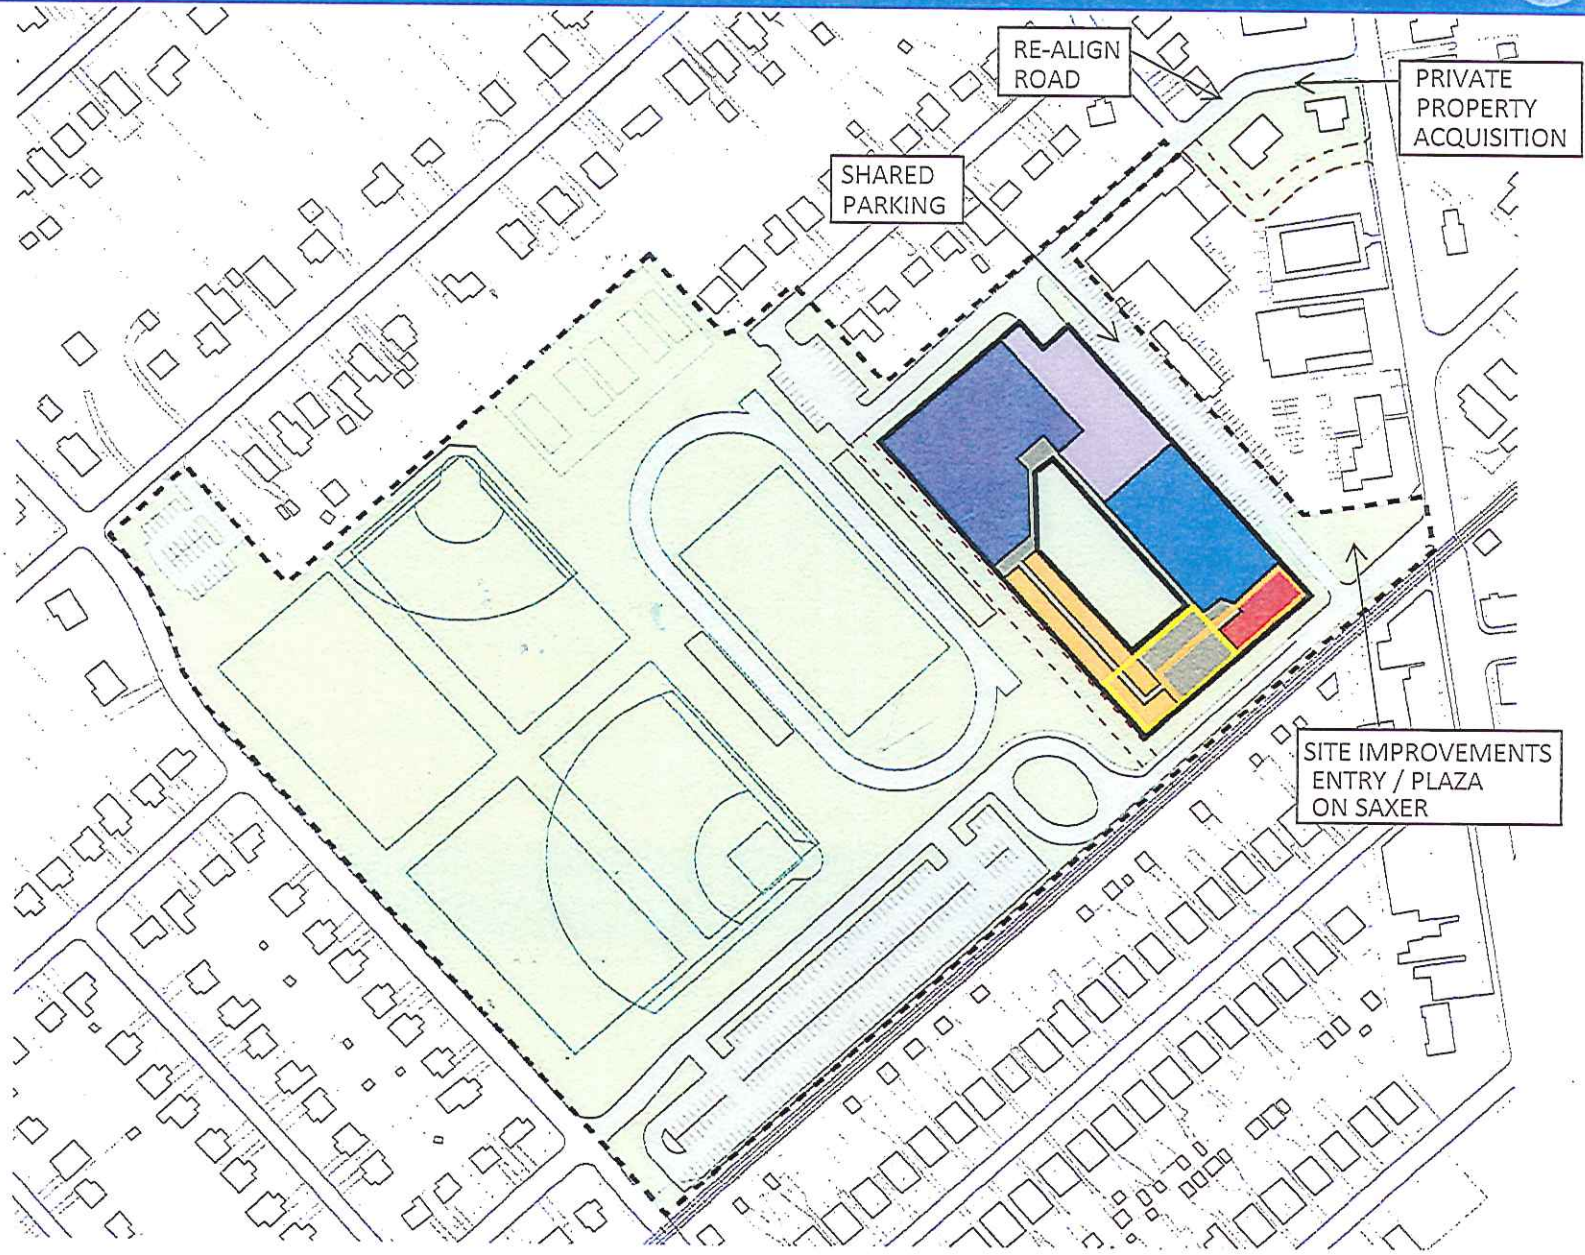 RE-ALIGN
ROAD
PRIVATE
PROPERTY
ACQUISITION
SHARED
PARKING
SITE IMPROVEMENTS
ENTRY / PLAZA
ON SAXER